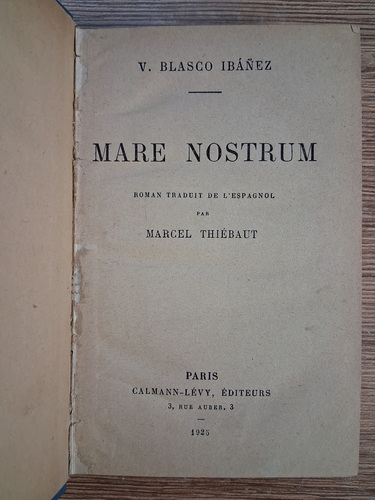 V. BLASCO IBÁÑEZ
MARE NOSTRUM
ROMAN TRADUIT DE L'ESPAGNOL
PAR
MARCEL THIÉBAUT
PARIS
CALMANN-LÉVY, ÉDITEURS
3, RUE AUBER, 3
1925